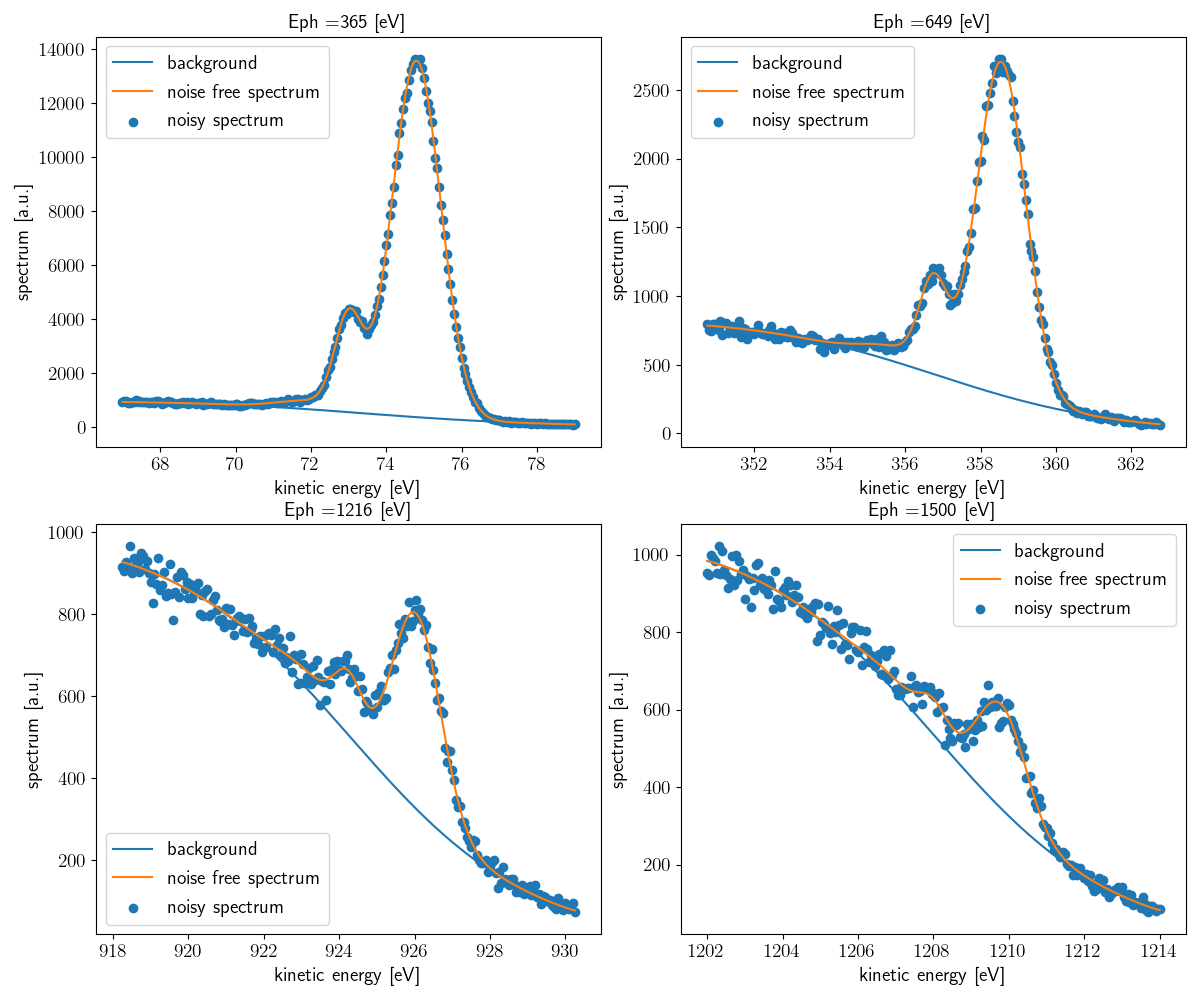 Eph =365 [eV]
background
noise free spectrum
noisy spectrum
spectrum [a.u.]
14000
12000
10000
8000
6000
4000
2000
0
68 70 72 74 76 78
kinetic energy [eV]
Eph =649 [eV]
background
noise free spectrum
noisy spectrum
spectrum [a.u.]
2500
2000
1500
1000
500
0
352 354 356 358 360 362
kinetic energy [eV]
Eph =1216 [eV]
background
noise free spectrum
noisy spectrum
spectrum [a.u.]
1000
800
600
400
200
918 920 922 924 926 928 930
kinetic energy [eV]
Eph =1500 [eV]
background
noise free spectrum
noisy spectrum
spectrum [a.u.]
1000
800
600
400
200
1202 1204 1206 1208 1210 1212 1214
kinetic energy [eV]